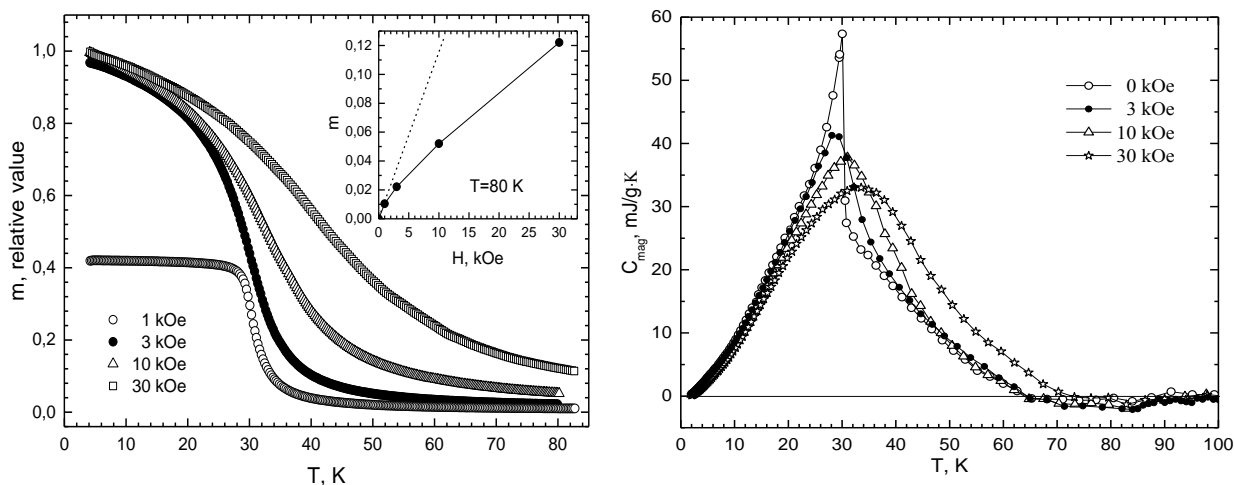 m, relative value
1,0
0,8
0,6
0,4
0,2
0,0
0 10 20 30 40 50 60 70 80
T, K
1 kOe
3 kOe
10 kOe
30 kOe
m
0,12
0,10
0,08
0,06
0,04
0,02
0,00
0 5 10 15 20 25 30
H, kOe
T=80 K
C mag, mJ/g·K
60
50
40
30
20
10
0
0 10 20 30 40 50 60 70 80 90 100
T, K
0 kOe
3 kOe
10 kOe
30 kOe